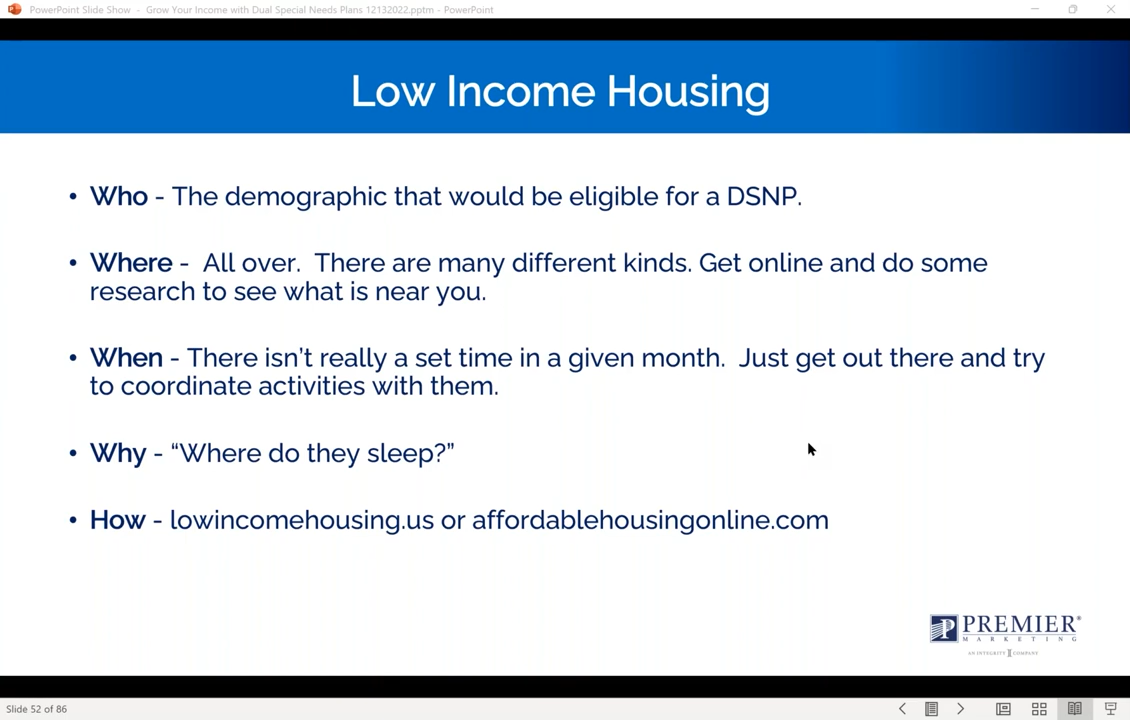 PowerPoint Slide Show - Grow Your Income with Dual Special Needs Plans 12132022.pptm - PowerPoint
Low Income Housing
• Who - The demographic that would be eligible for a DSNP.
• Where - All over. There are many different kinds. Get online and do some
research to see what is near you.
• When - There isn't really a set time in a given month. Just get out there and try
to coordinate activities with them.
• Why - “Where do they sleep?”
• How - lowincomehousing.us or affordablehousingonline.com
PREMIER®
MARKETING
AN INTEGRITY COMPANY
Slide 52 of 86